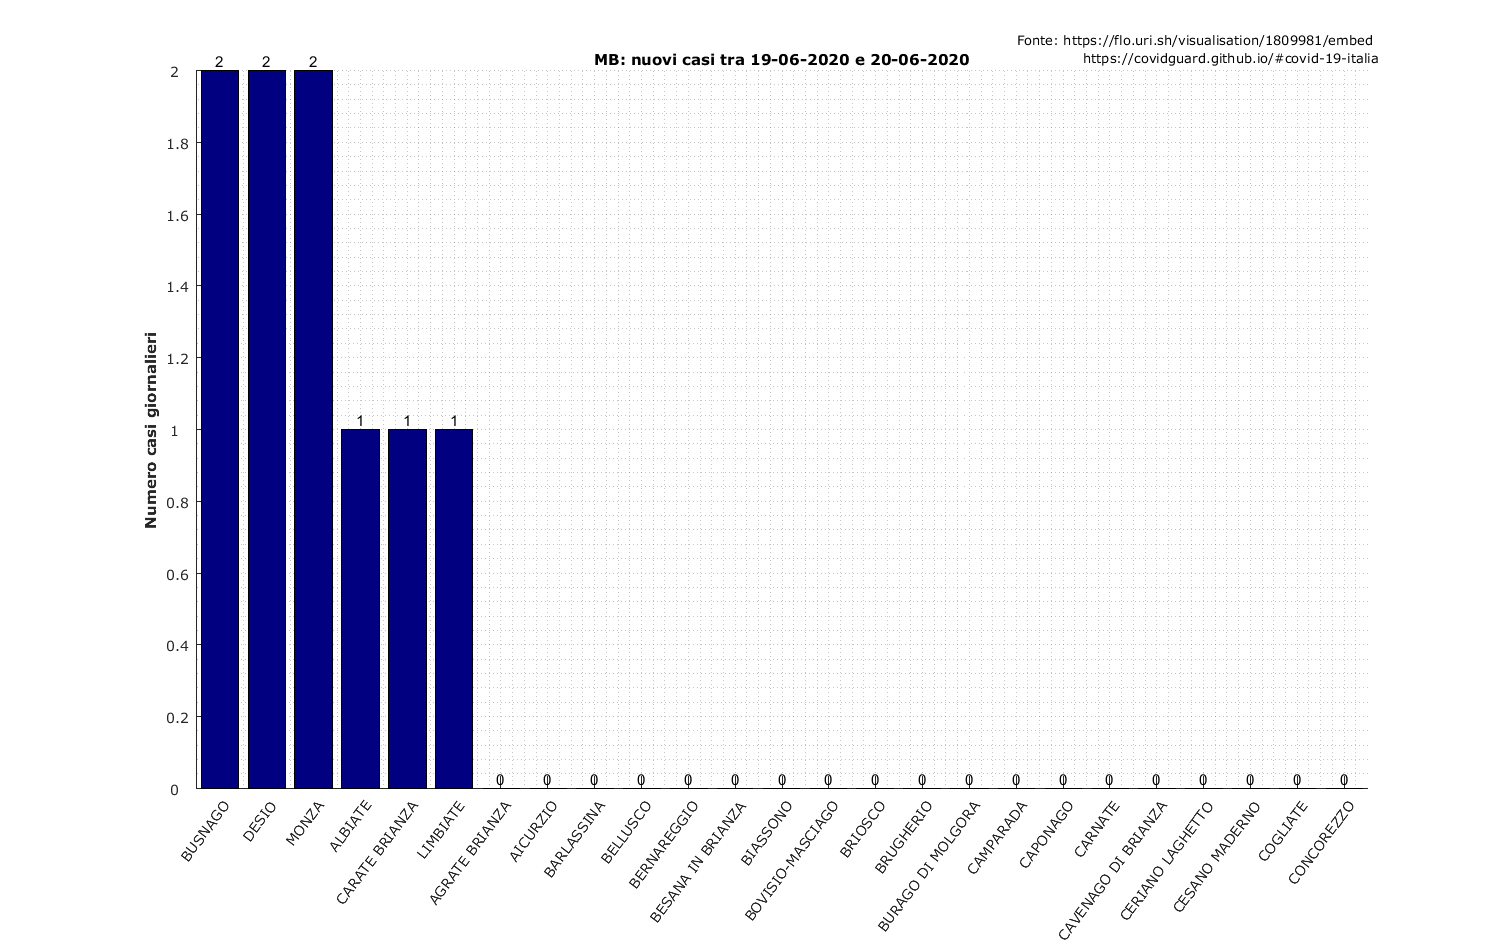 Fonte: https://flo.uri.sh/visualisation/1809981/embed
https://covidguard.github.io/#covid-19-italia
MB: nuovi casi tra 19-06-2020 e 20-06-2020
Numero casi giornalieri
2
1.8
1.6
1.4
1.2
1
0.8
0.6
0.4
0.2
0
2 2 2 1 1 1 0 0 0 0 0 0 0 0 0 0 0 0 0 0 0 0 0 0 0
BUSNAGO
DESIO
MONZA
ALBIATE
CARATE BRIANZA
LIMBIATE
AGRATE BRIANZA
AICURZIO
BARLASSINA
BELLUSCO
BERNAREGGIO
BESANA IN BRIANZA
BIASSONO
BOVISIO-MASCIAGO
BRIOSCO
BRUGHERIO
BURAGO DI MOLGORA
CAMPARADA
CAPONAGO
CARNATE
CAVENAGO DI BRIANZA
CERIANO LAGHETTO
CESANO MADERNO
COGLIATE
CONCOREZZO